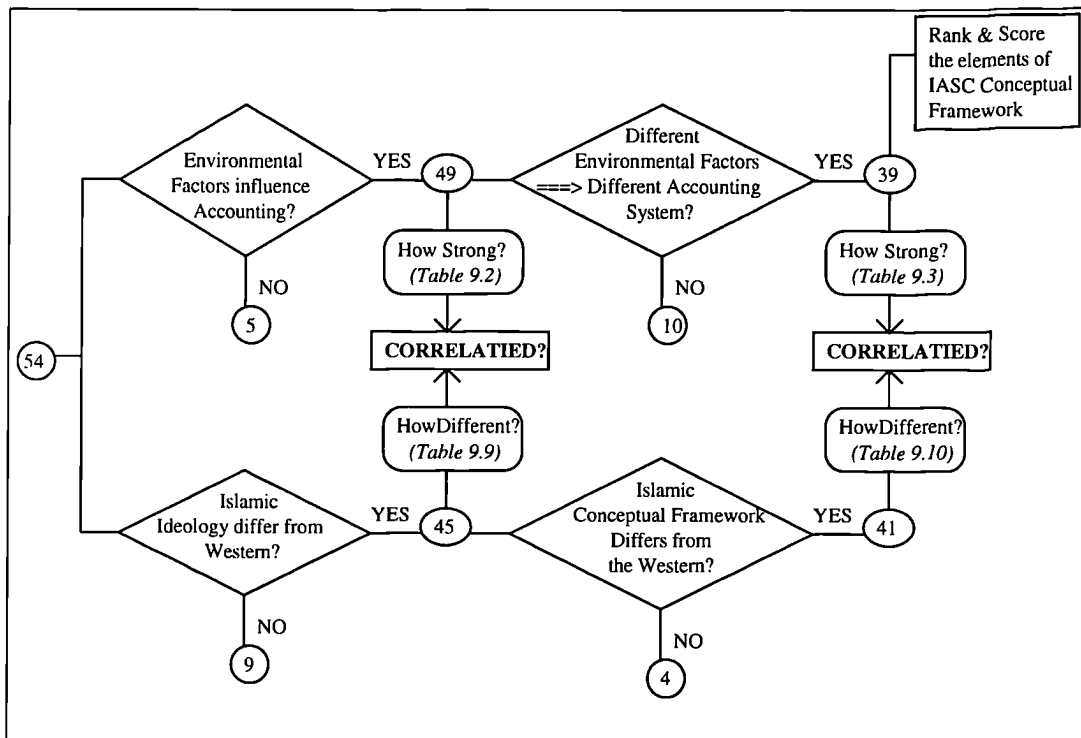 Rank & Score
the elements of
IASC Conceptual
Framework
Environmental
Factors influence
Accounting?
YES
49
Different
Environmental Factors
===> Different Accounting
System?
YES
39
How Strong?
(Table 9.2)
How Strong?
(Table 9.3)
NO
5
NO
10
54
CORRELATIED?
CORRELATIED?
HowDifferent?
(Table 9.9)
HowDifferent?
(Table 9.10)
Islamic
Ideology differ from
Western?
YES
45
Islamic
Conceptual Framework
Differs from
the Western?
YES
41
NO
9
NO
4